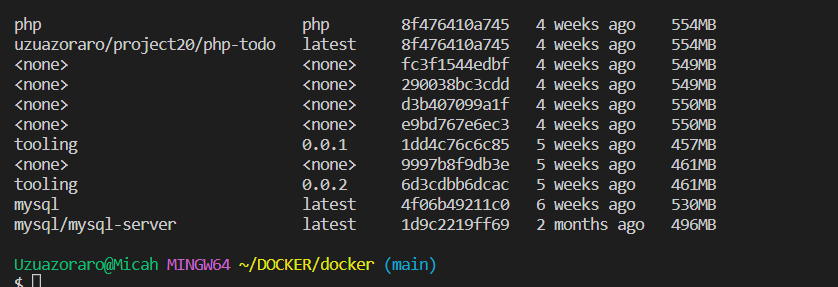 php php 8f476410a745 4 weeks ago 554MB
uzuazoraro/project20/php-todo latest 8f476410a745 4 weeks ago 554MB
<none> <none> fc3f1544edbf 4 weeks ago 549MB
<none> <none> 290038bc3cdd 4 weeks ago 549MB
<none> <none> d3b407099a1f 4 weeks ago 550MB
<none> <none> e9bd767e6ec3 4 weeks ago 550MB
tooling 0.0.1 1dd4c76c6c85 5 weeks ago 457MB
<none> <none> 9997b8f9db3e 5 weeks ago 461MB
tooling 0.0.2 6d3cdbb6dcac 5 weeks ago 461MB
mysql latest 4f06b49211c0 6 weeks ago 530MB
mysql/mysql-server latest 1d9c2219ff69 2 months ago 496MB
Uzuazoraro@Micah MINGW64 ~/DOCKER/docker (main)
$